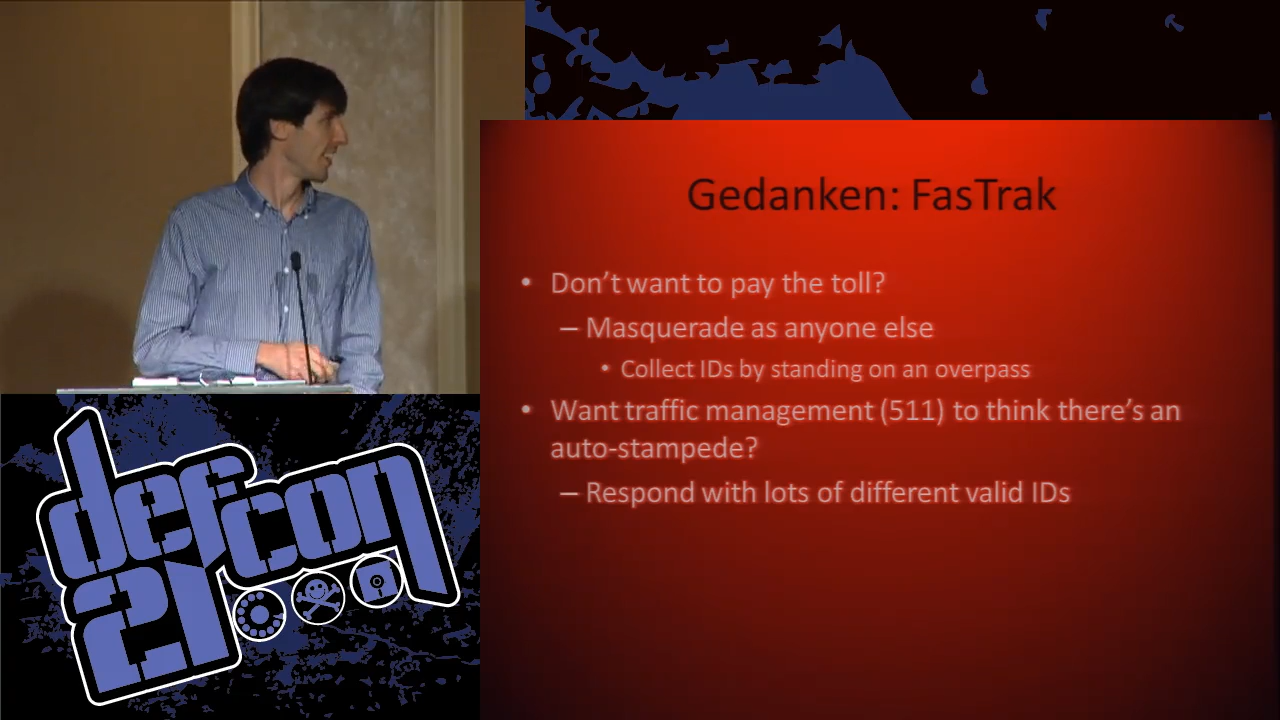 Gedanken: FasTrak
• Don't want to pay the toll?
– Masquerade as anyone else
• Collect IDs by standing on an overpass
• Want traffic management (511) to think there's an
auto-stampede?
– Respond with lots of different valid IDs
defcon
21